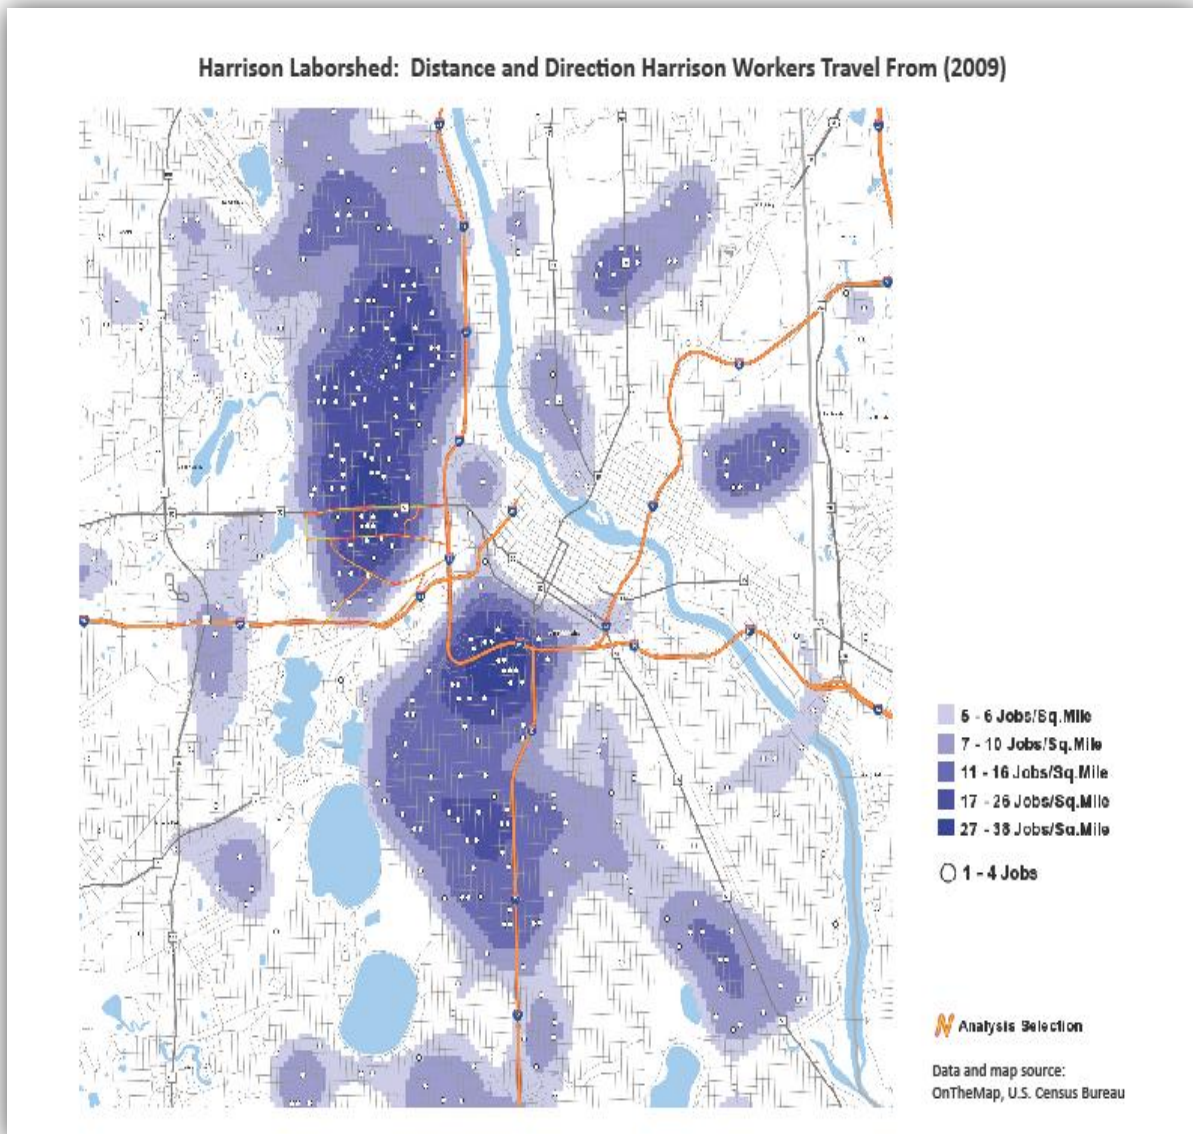 Harrison Laborshed: Distance and Direction Harrison Workers Travel From (2009)
5 - 6 Jobs/Sq.Mile
7 - 10 Jobs/Sq.Mile
11 - 16 Jobs/Sq.Mile
17 - 26 Jobs/Sq.Mile
27 - 38 Jobs/Sq.Mile
1 - 4 Jobs
Analysis Selection
Data and map source:
OnTheMap, U.S. Census Bureau